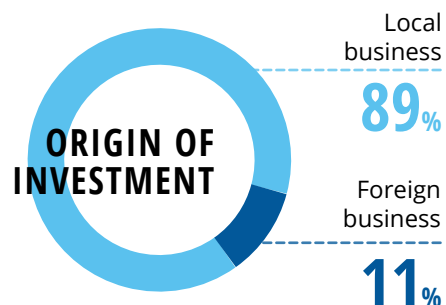 ORIGIN OF
INVESTMENT
Local
business
89%
Foreign
business
11%